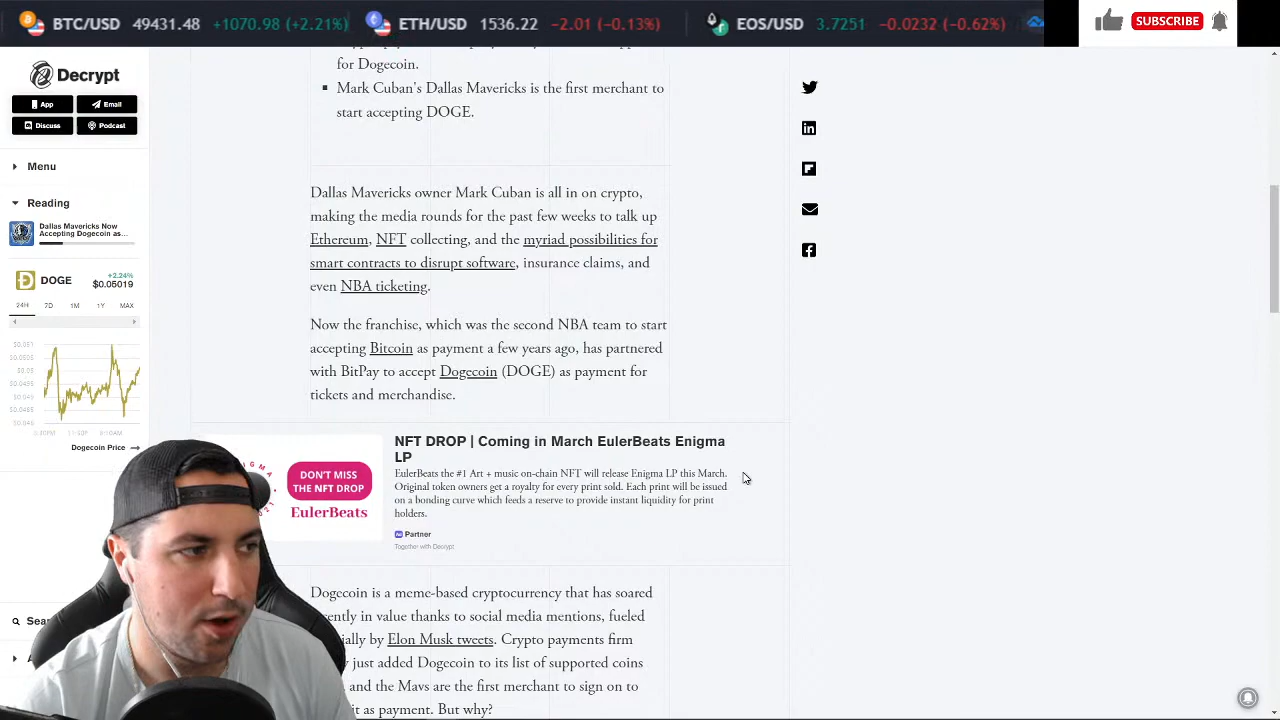 BTC/USD 49431.48 +1070.98 (+2.21%) ETH/USD 1536.22 −2.01 (−0.13%) EOS/USD 3.7251 −0.0232 (−0.62%)
SUBSCRIBE
Decrypt
App Email
Discuss Podcast
Menu
Reading
Dallas Mavericks Now
Accepting Dogecoin as...
DOGE +2.24%
$0.05019
24H 7D 1M 1Y MAX
Dogecoin Price
for Dogecoin.
Mark Cuban's Dallas Mavericks is the first merchant to
start accepting DOGE.
Dallas Mavericks owner Mark Cuban is all in on crypto,
making the media rounds for the past few weeks to talk up
Ethereum, NFT collecting, and the myriad possibilities for
smart contracts to disrupt software, insurance claims, and
even NBA ticketing.
Now the franchise, which was the second NBA team to start
accepting Bitcoin as payment a few years ago, has partnered
with BitPay to accept Dogecoin (DOGE) as payment for
tickets and merchandise.
DON'T MISS
THE NFT DROP
EulerBeats
NFT DROP | Coming in March EulerBeats Enigma
LP
EulerBeats the #1 Art + music on-chain NFT will release Enigma LP this March.
Original token owners get a royalty for every print sold. Each print will be issued
on a bonding curve which feeds a reserve to provide instant liquidity for print
holders.
Ad Partner
Together with Decrypt
Dogecoin is a meme-based cryptocurrency that has soared
in value thanks to social media mentions, fueled
by Elon Musk tweets. Crypto payments firm
just added Dogecoin to its list of supported coins
and the Mavs are the first merchant to sign on to
it as payment. But why?